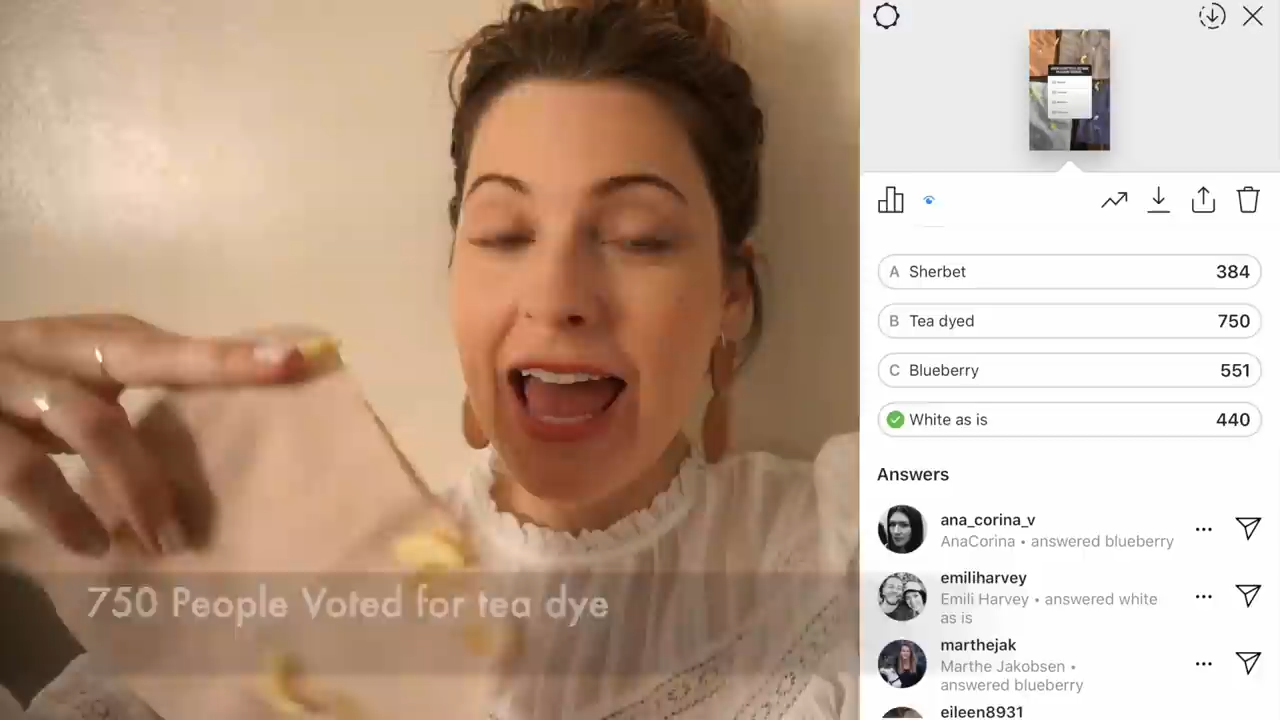 A Sherbet 384
B Tea dyed 750
C Blueberry 551
White as is 440
Answers
ana_corina_v
AnaCorina • answered blueberry
emiliharvey
Emili Harvey • answered white
as is
marthejak
Marthe Jakobsen •
answered blueberry
eileen8931
750 People Voted for tea dye